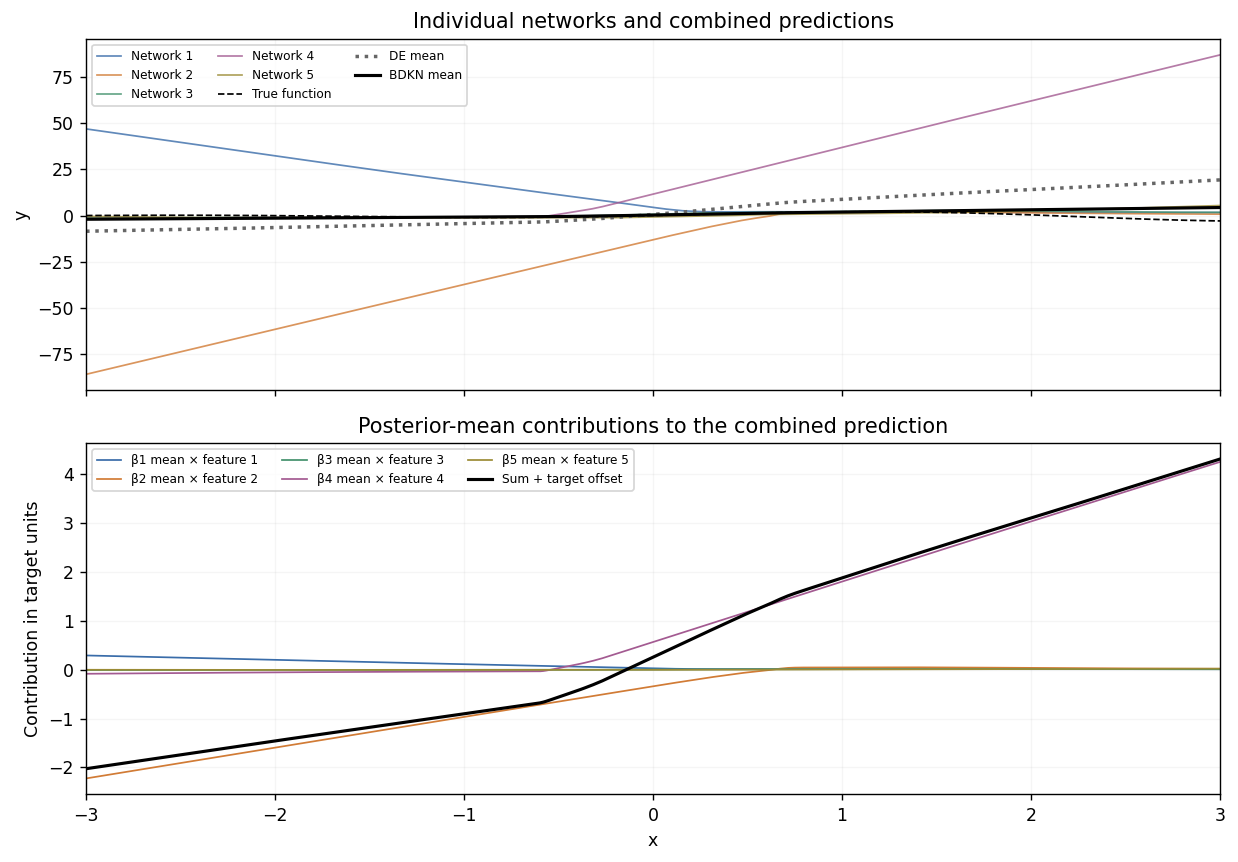 Individual networks and combined predictions
Network 1
Network 2
Network 3
Network 4
Network 5
True function
DE mean
BDKN mean
75
50
25
0
−25
−50
−75
y
Posterior-mean contributions to the combined prediction
β1 mean × feature 1
β2 mean × feature 2
β3 mean × feature 3
β4 mean × feature 4
β5 mean × feature 5
Sum + target offset
4
3
2
1
0
−1
−2
Contribution in target units
−3
−2
−1
0
1
2
3
x